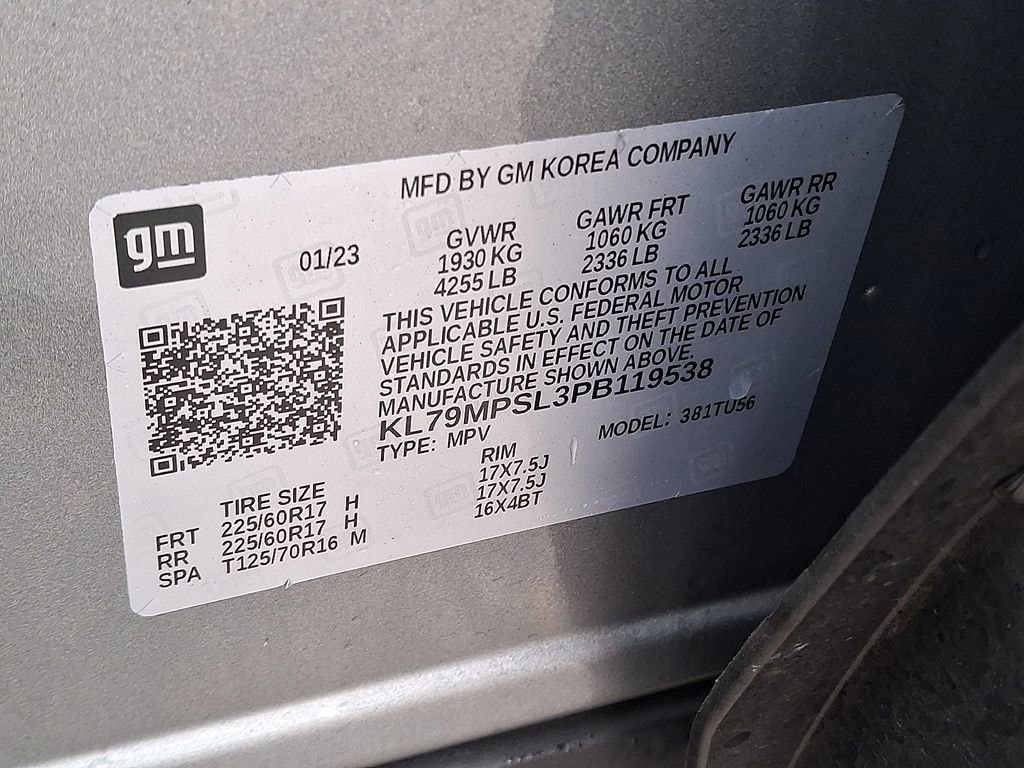 MFD BY GM KOREA COMPANY
gm
01/23
GVWR
1930 KG
4255 LB
GAWR FRT
1060 KG
2336 LB
GAWR RR
1060 KG
2336 LB
THIS VEHICLE CONFORMS TO ALL
APPLICABLE U.S. FEDERAL MOTOR
VEHICLE SAFETY AND THEFT PREVENTION
STANDARDS IN EFFECT ON THE DATE OF
MANUFACTURE SHOWN ABOVE.
KL79MPSL3PB119538
TYPE: MPV MODEL: 381TU56
TIRE SIZE RIM
FRT 225/60R17 H 17X7.5J
RR 225/60R17 H 17X7.5J
SPA T125/70R16 M 16X4BT